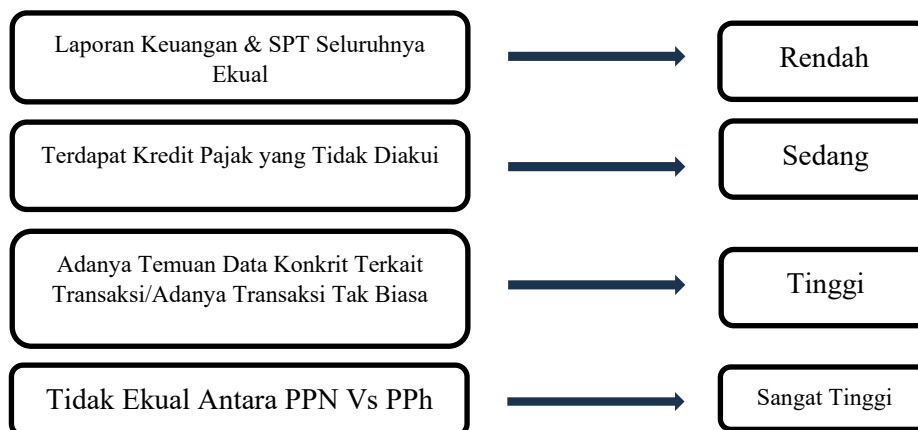 Laporan Keuangan & SPT Seluruhnya
Ekual
Rendah
Terdapat Kredit Pajak yang Tidak Diakui
Sedang
Adanya Temuan Data Konkrit Terkait
Transaksi/Adanya Transaksi Tak Biasa
Tinggi
Tidak Ekual Antara PPN Vs PPh
Sangat Tinggi